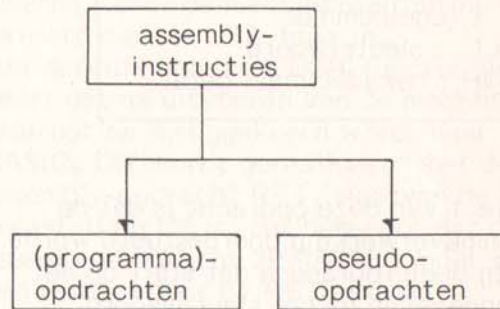 assembly-
instructies
(programma)-
opdrachten
pseudo-
opdrachten